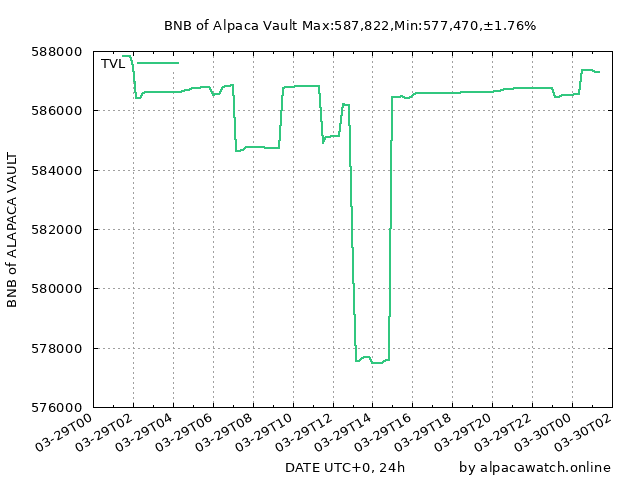 BNB of Alpaca Vault Max:587,822,Min:577,470,±1.76%
TVL
588000
586000
584000
582000
580000
578000
576000
BNB of ALAPACA VAULT
03-29T00
03-29T02
03-29T04
03-29T06
03-29T08
03-29T10
03-29T12
03-29T14
03-29T16
03-29T18
03-29T20
03-29T22
03-30T00
03-30T02
DATE UTC+0, 24h
by alpacawatch.online